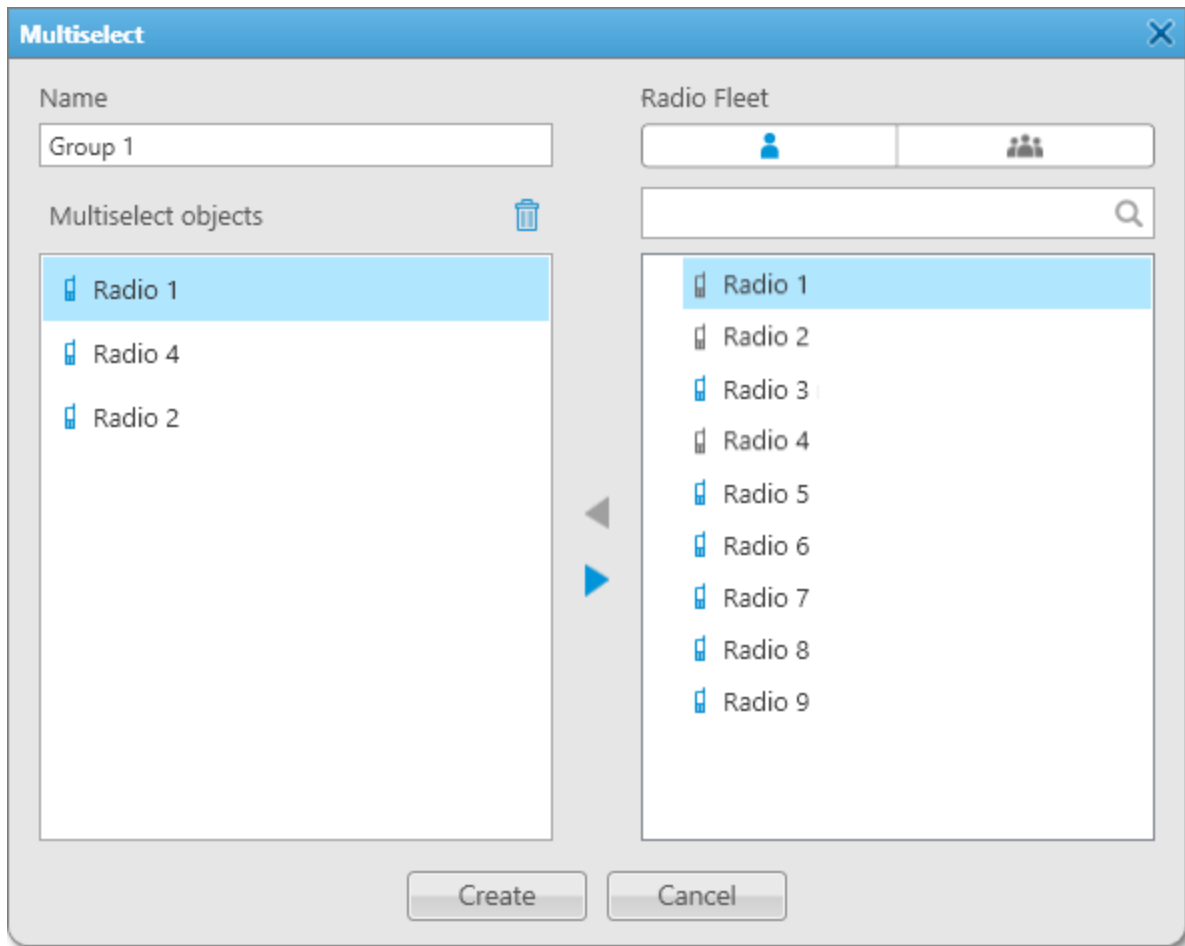 Multiselect
Name
Group 1
Multiselect objects
Radio 1
Radio 4
Radio 2
Radio Fleet
Radio 1
Radio 2
Radio 3
Radio 4
Radio 5
Radio 6
Radio 7
Radio 8
Radio 9
Create
Cancel